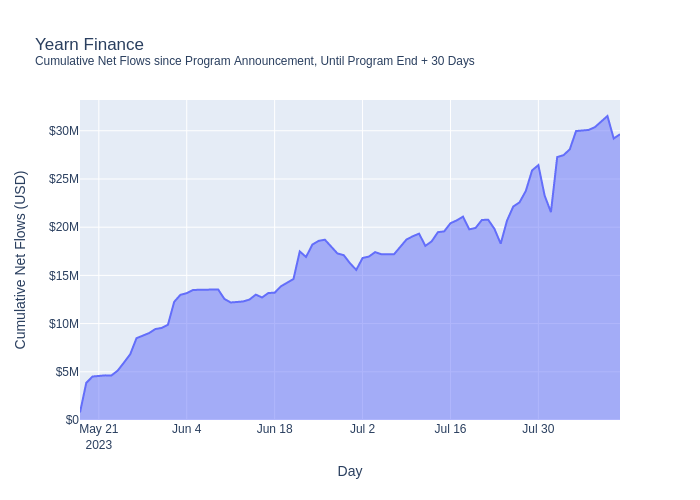 Yearn Finance
Cumulative Net Flows since Program Announcement, Until Program End + 30 Days
Cumulative Net Flows (USD)
$30M
$25M
$20M
$15M
$10M
$5M
$0
May 21
2023
Jun 4
Jun 18
Jul 2
Jul 16
Jul 30
Day